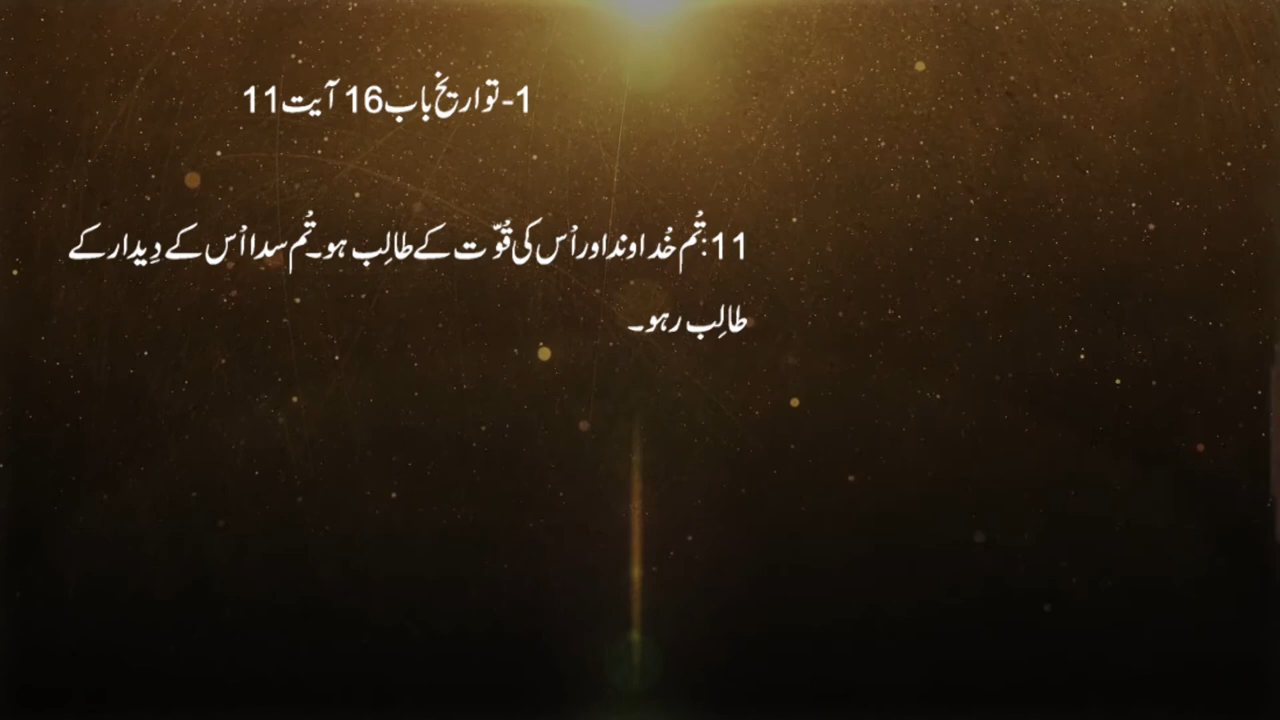 1-تواریخ باب 16 آیت 11
11:تُم خُداوند اور اُس کی قُوّت کے طالِب ہو۔ تُم سدا اُس کے دِیدار کے
طالِب رہو۔